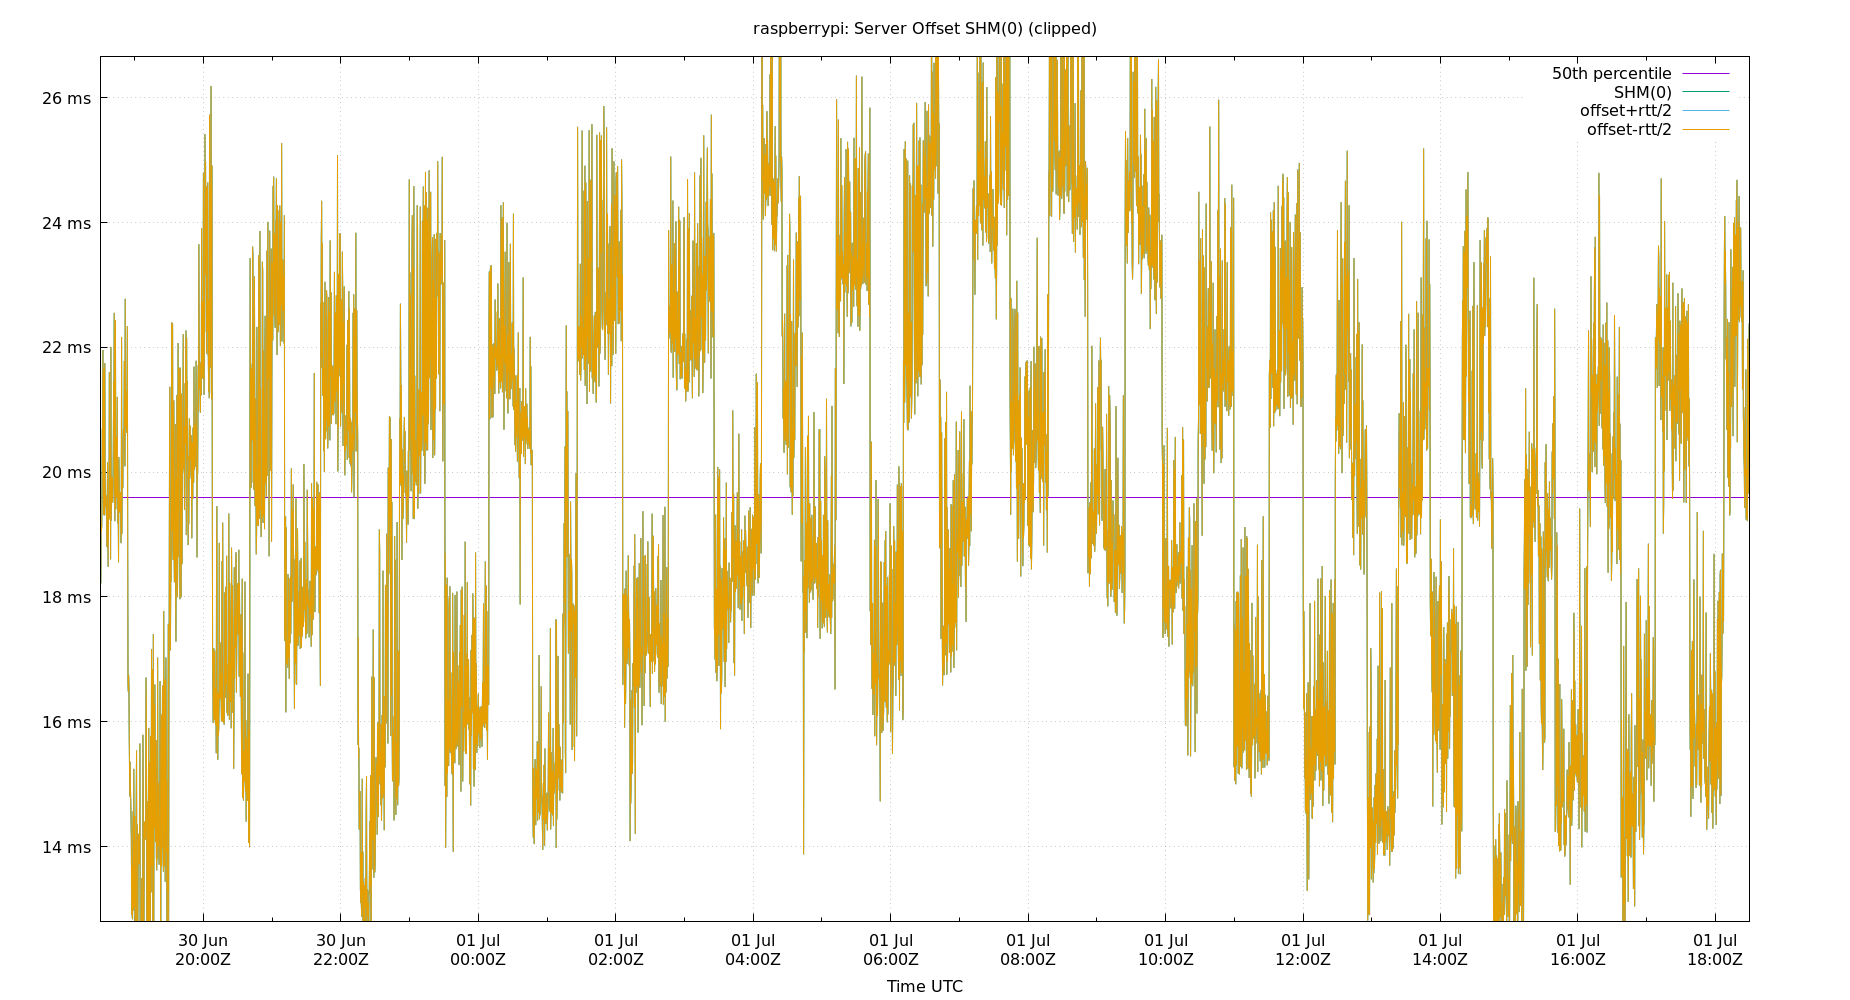 raspberrypi: Server Offset SHM(0) (clipped)
50th percentile
SHM(0)
offset+rtt/2
offset-rtt/2
26 ms
24 ms
22 ms
20 ms
18 ms
16 ms
14 ms
30 Jun 30 Jun 01 Jul 01 Jul 01 Jul 01 Jul 01 Jul 01 Jul 01 Jul 01 Jul 01 Jul 01 Jul
20:00Z 22:00Z 00:00Z 02:00Z 04:00Z 06:00Z 08:00Z 10:00Z 12:00Z 14:00Z 16:00Z 18:00Z
Time UTC